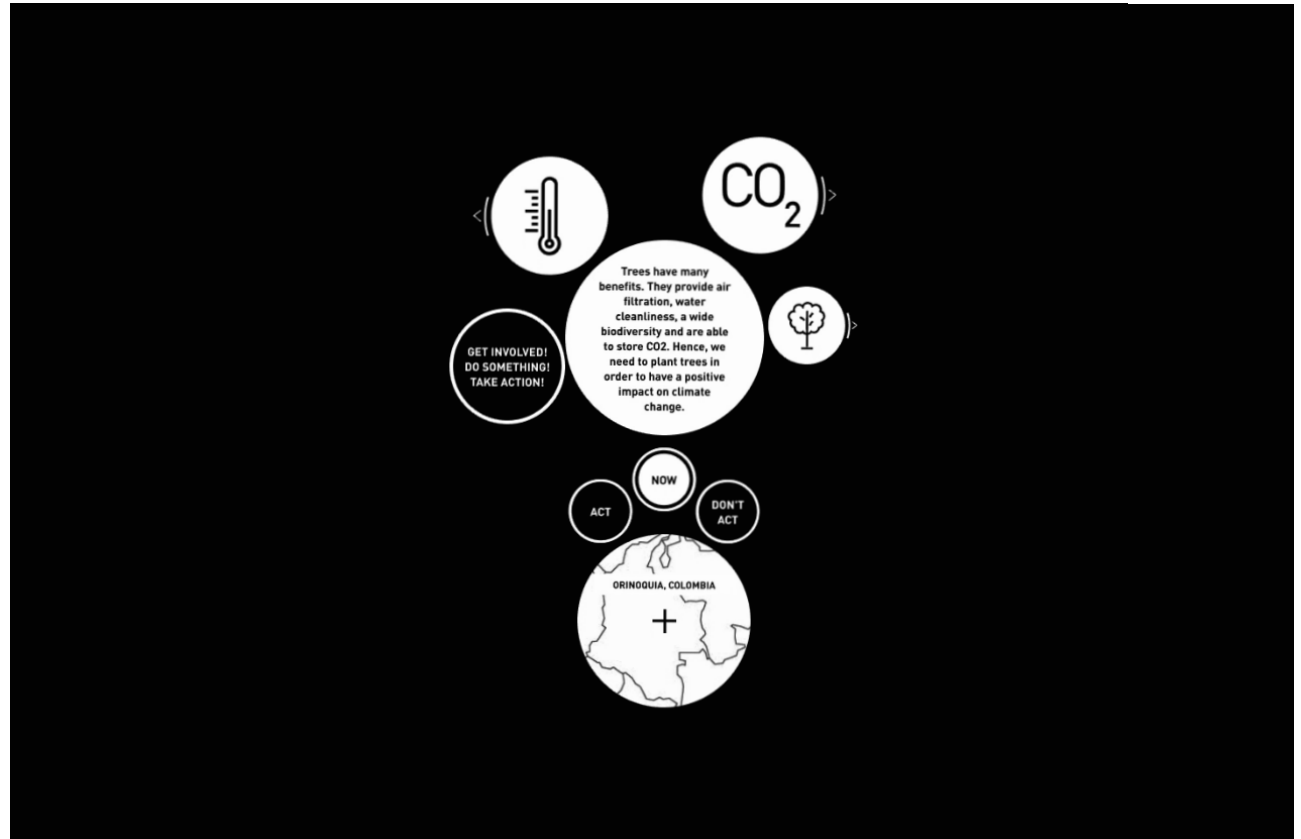 CO₂
Trees have many
benefits. They provide air
filtration, water
cleanliness, a wide
biodiversity and are able
to store CO2. Hence, we
need to plant trees in
order to have a positive
impact on climate
change.
GET INVOLVED!
DO SOMETHING!
TAKE ACTION!
NOW
ACT
DON'T
ACT
ORINOQUIA, COLOMBIA